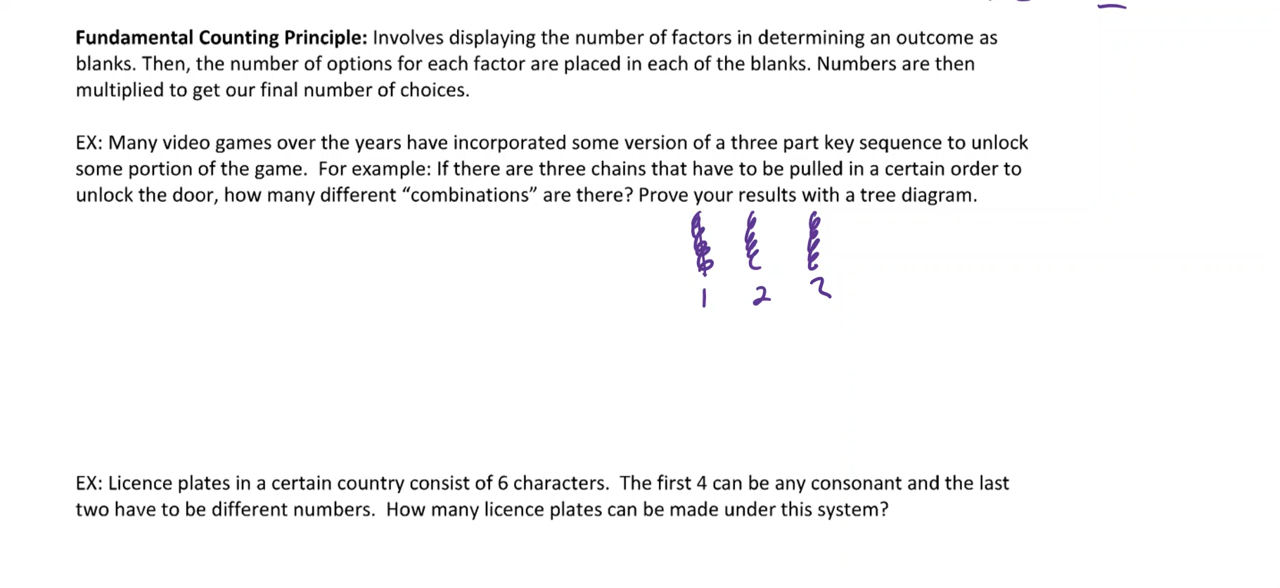 Fundamental Counting Principle: Involves displaying the number of factors in determining an outcome as
blanks. Then, the number of options for each factor are placed in each of the blanks. Numbers are then
multiplied to get our final number of choices.
EX: Many video games over the years have incorporated some version of a three part key sequence to unlock
some portion of the game.  For example: If there are three chains that have to be pulled in a certain order to
unlock the door, how many different “combinations” are there? Prove your results with a tree diagram.
1 2
EX: Licence plates in a certain country consist of 6 characters.  The first 4 can be any consonant and the last
two have to be different numbers.  How many licence plates can be made under this system?